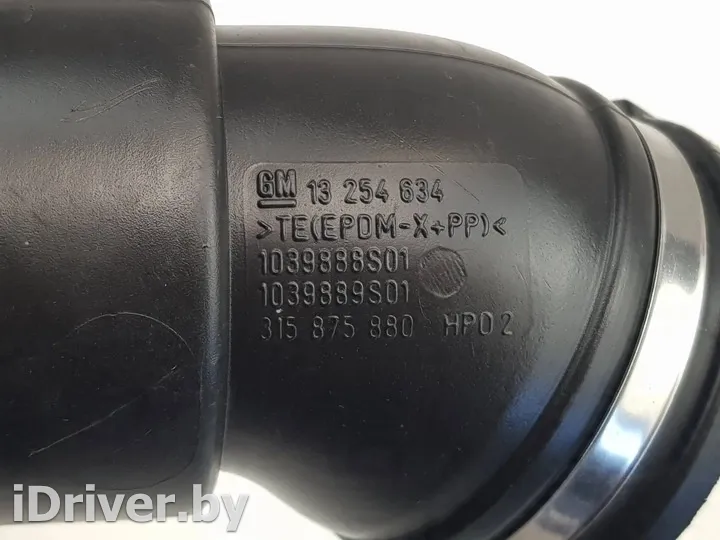 GM 13 254 634
>TE(EPDM-X+PP)<
1039888S01
1039889S01
315 875 880 HP02
iDriver.by